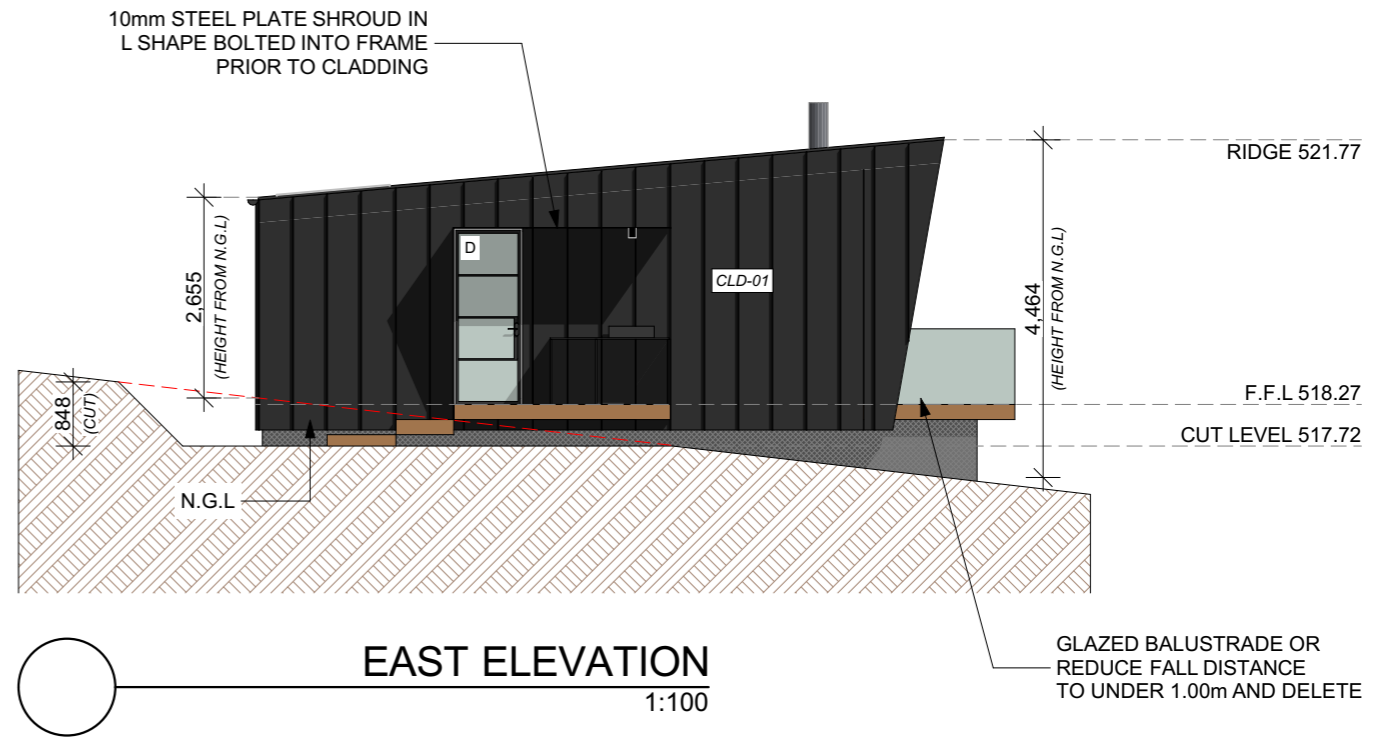 10mm STEEL PLATE SHROUD IN
L SHAPE BOLTED INTO FRAME
PRIOR TO CLADDING
RIDGE 521.77
2,655
(HEIGHT FROM N.G.L)
D
CLD-01
4,464
(HEIGHT FROM N.G.L)
848
(CUT)
F.F.L 518.27
CUT LEVEL 517.72
N.G.L
EAST ELEVATION
1:100
GLAZED BALUSTRADE OR
REDUCE FALL DISTANCE
TO UNDER 1.00m AND DELETE